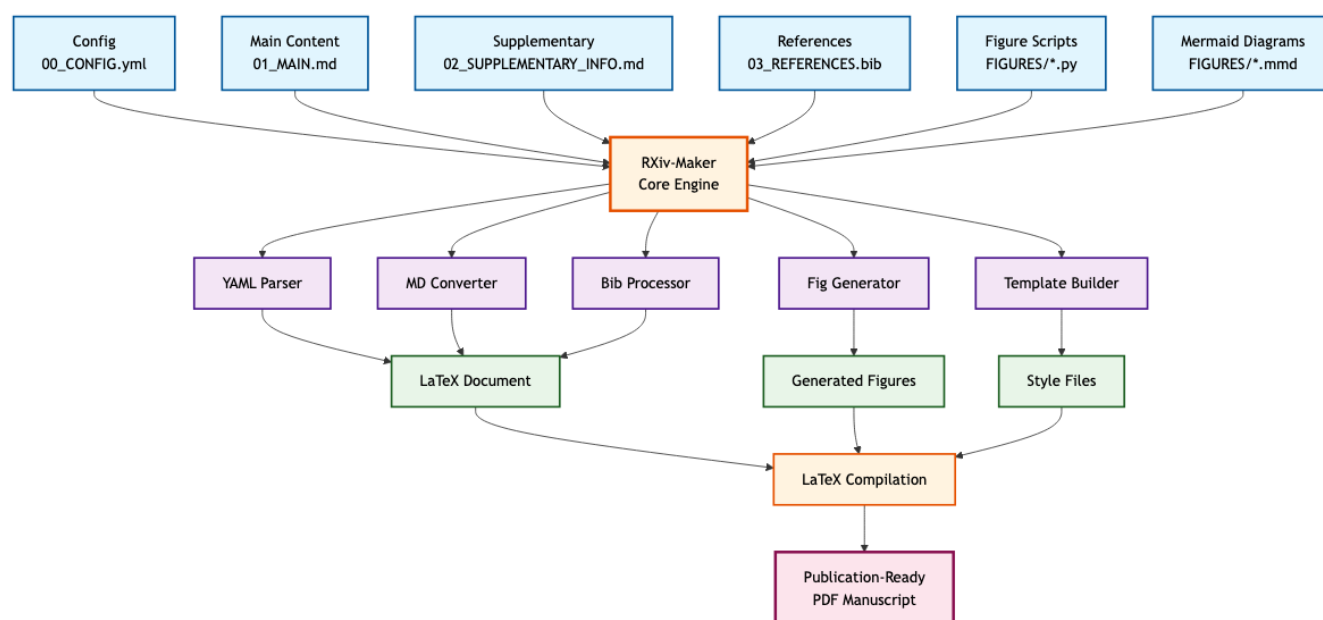 Config
00_CONFIG.yml
Main Content
01_MAIN.md
Supplementary
02_SUPPLEMENTARY_INFO.md
References
03_REFERENCES.bib
Figure Scripts
FIGURES/*.py
Mermaid Diagrams
FIGURES/*.mmd
RXiv-Maker
Core Engine
YAML Parser
MD Converter
Bib Processor
Fig Generator
Template Builder
LaTeX Document
Generated Figures
Style Files
LaTeX Compilation
Publication-Ready
PDF Manuscript